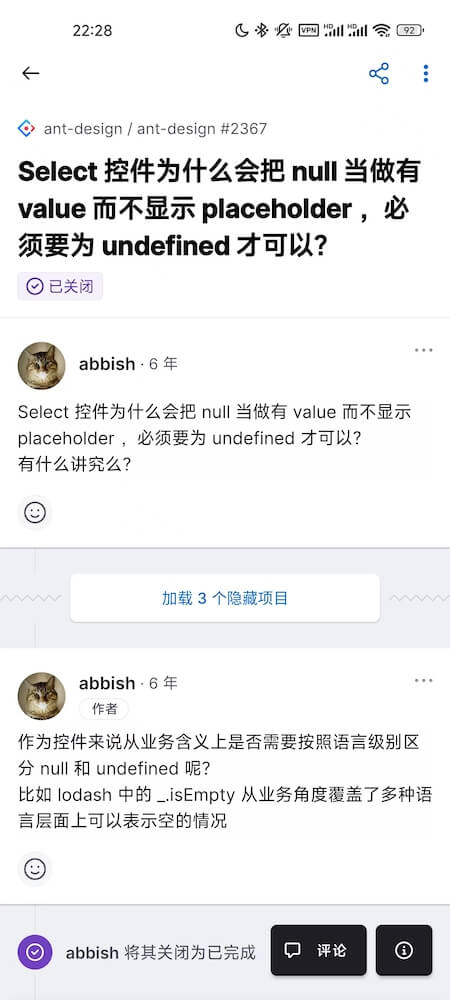 22:28
VPN HD HD 92
ant-design / ant-design #2367
Select 控件为什么会把 null 当做有
value 而不显示 placeholder ，必
须要为 undefined 才可以？
已关闭
abbish · 6 年
Select 控件为什么会把 null 当做有 value 而不显示
placeholder ，必须要为 undefined 才可以？
有什么讲究么？
加载 3 个隐藏项目
abbish · 6 年
作者
作为控件来说从业务含义上是否需要按照语言级别区
分 null 和 undefined 呢？
比如 lodash 中的 _.isEmpty 从业务角度覆盖了多种语
言层面上可以表示空的情况
abbish 将其关闭为已完成
评论